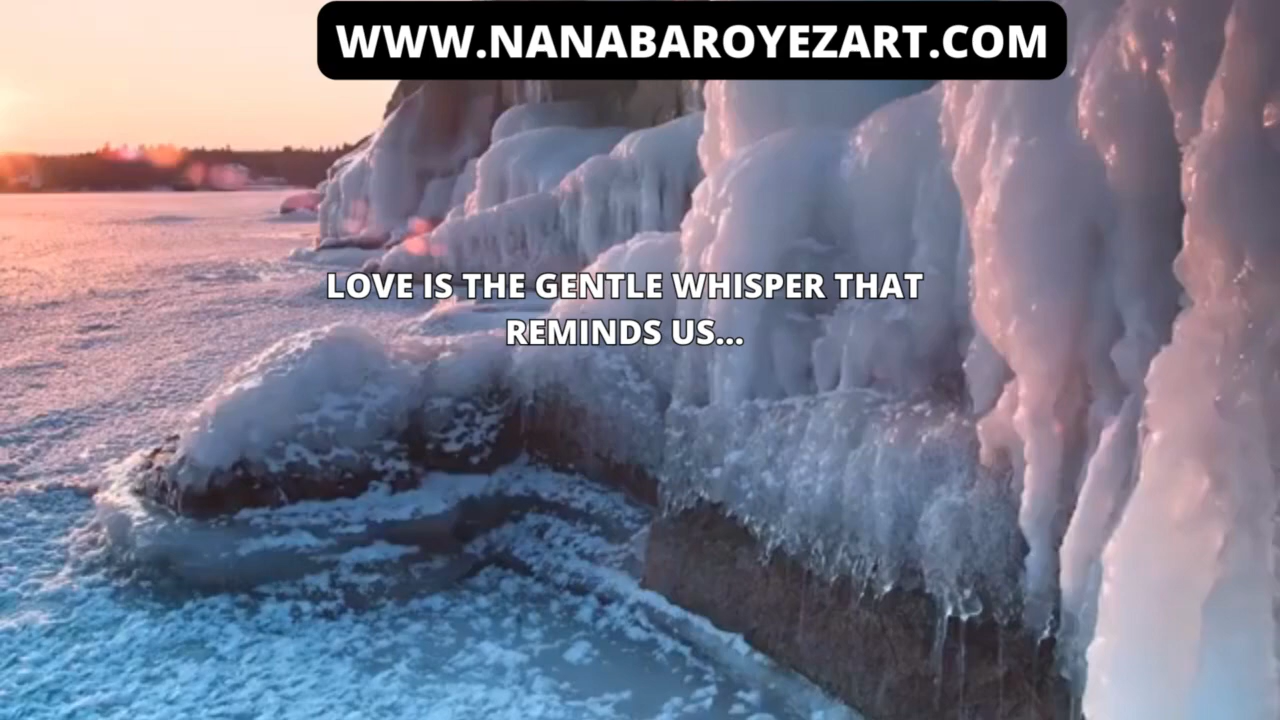 WWW.NANABAROYEZART.COM
LOVE IS THE GENTLE WHISPER THAT
REMINDS US...